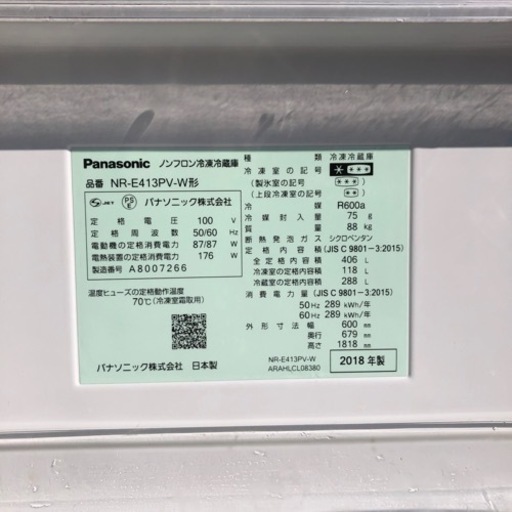 Panasonic ノンフロン冷凍冷蔵庫
品番 NR-E413PV-W形
JET PSE パナソニック株式会社
定格電圧 100 V
定格周波数 50/60 Hz
電動機の定格消費電力 87/87 W
電熱装置の定格消費電力 176 W
製造番号 A8007266
温度ヒューズの定格動作温度
70℃(冷凍室霜取用)
パナソニック株式会社 日本製
種類 冷凍冷蔵庫
冷凍室の記号
(製氷室の記号)
(上段冷凍室の記号)
冷媒 R600a
冷媒封入量 75 g
質量 88 kg
断熱発泡ガス シクロペンタン
定格内容積 (JIS C 9801-3:2015)
全定格内容積 406 L
冷凍室の定格内容積 118 L
冷蔵室の定格内容積 288 L
消費電力量 (JIS C 9801-3:2015)
50Hz 289 kWh/年
60Hz 289 kWh/年
外形寸法 幅 600 mm
奥行 679 mm
高さ 1818 mm
NR-E413PV-W
ARAHLCL08380
2018年製